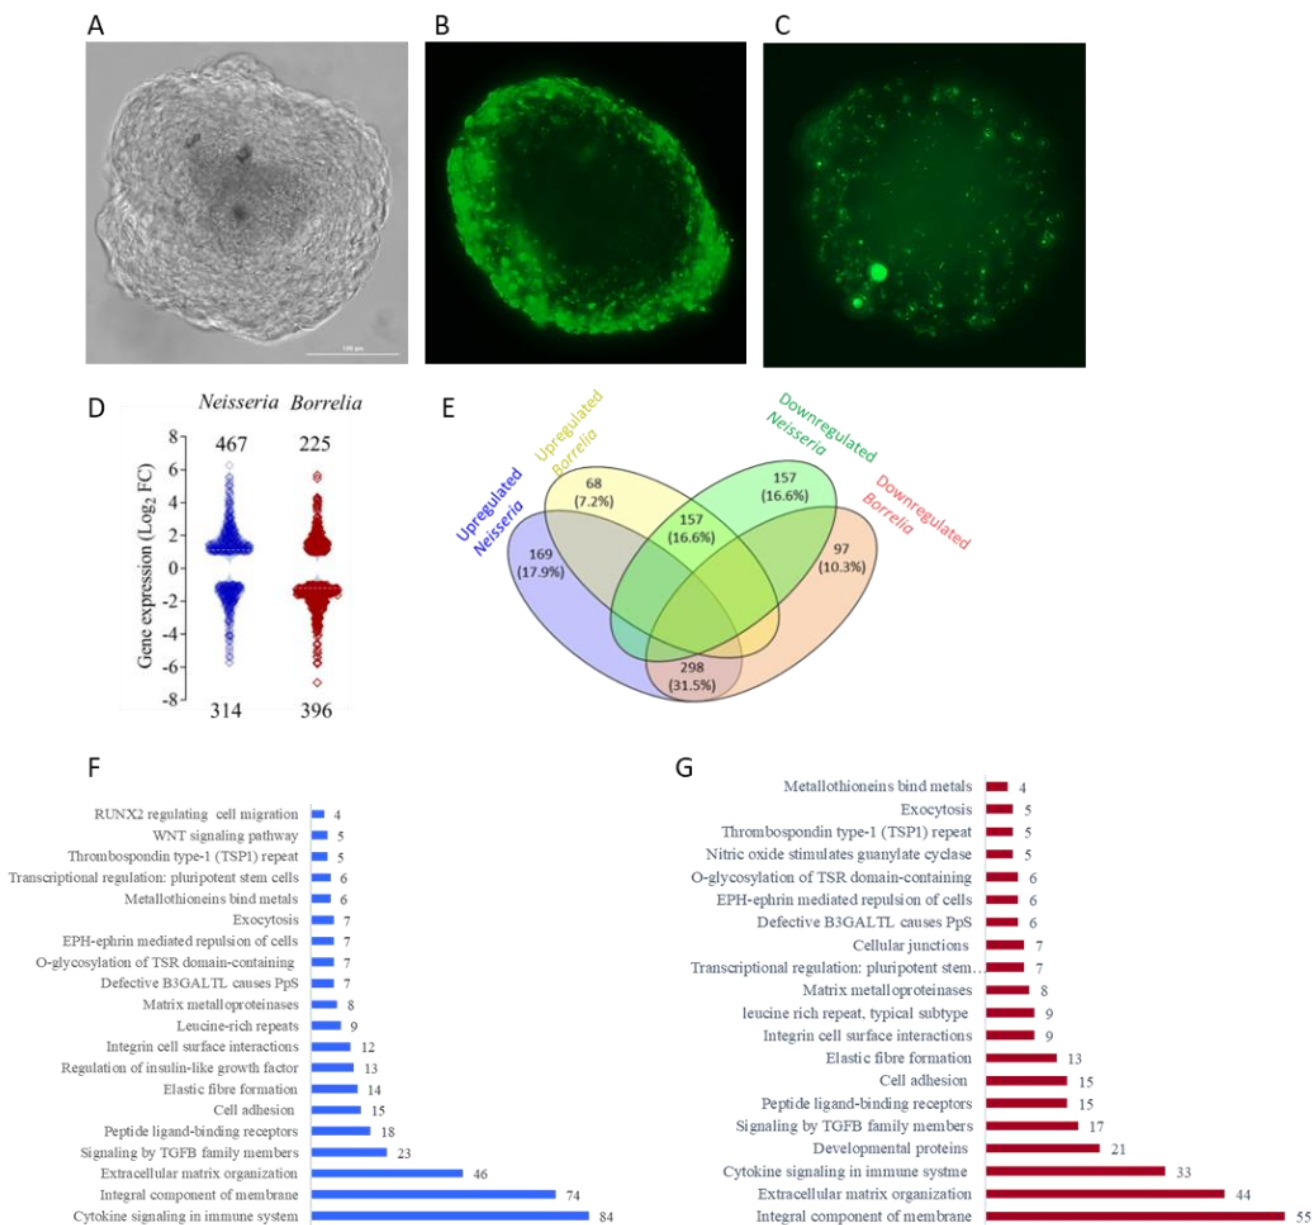 A
B
C
100 µm
D
Neisseria Borrelia
467
225
8
6
4
2
0
-2
-4
-6
-8
Gene expression (Log2 FC)
314
396
E
Upregulated
Neisseria
Upregulated
Borrelia
Downregulated
Neisseria
Downregulated
Borrelia
68
(7.2%)
157
(16.6%)
157
(16.6%)
169
(17.9%)
97
(10.3%)
298
(31.5%)
F
RUNX2 regulating cell migration 4
WNT signaling pathway 5
Thrombospondin type-1 (TSP1) repeat 5
Transcriptional regulation: pluripotent stem cells 6
Metallothioneins bind metals 6
Exocytosis 7
EPH-ephrin mediated repulsion of cells 7
O-glycosylation of TSR domain-containing 7
Defective B3GALTL causes PpS 7
Matrix metalloproteinases 8
Leucine-rich repeats 9
Integrin cell surface interactions 12
Regulation of insulin-like growth factor 13
Elastic fibre formation 14
Cell adhesion 15
Peptide ligand-binding receptors 18
Signaling by TGFB family members 23
Extracellular matrix organization 46
Integral component of membrane 74
Cytokine signaling in immune system 84
G
Metallothioneins bind metals 4
Exocytosis 5
Thrombospondin type-1 (TSP1) repeat 5
Nitric oxide stimulates guanylate cyclase 5
O-glycosylation of TSR domain-containing 6
EPH-ephrin mediated repulsion of cells 6
Defective B3GALTL causes PpS 6
Cellular junctions 7
Transcriptional regulation: pluripotent stem... 7
Matrix metalloproteinases 8
leucine rich repeat, typical subtype 9
Integrin cell surface interactions 9
Elastic fibre formation 13
Cell adhesion 15
Peptide ligand-binding receptors 15
Signaling by TGFB family members 17
Developmental proteins 21
Cytokine signaling in immune systme 33
Extracellular matrix organization 44
Integral component of membrane 55